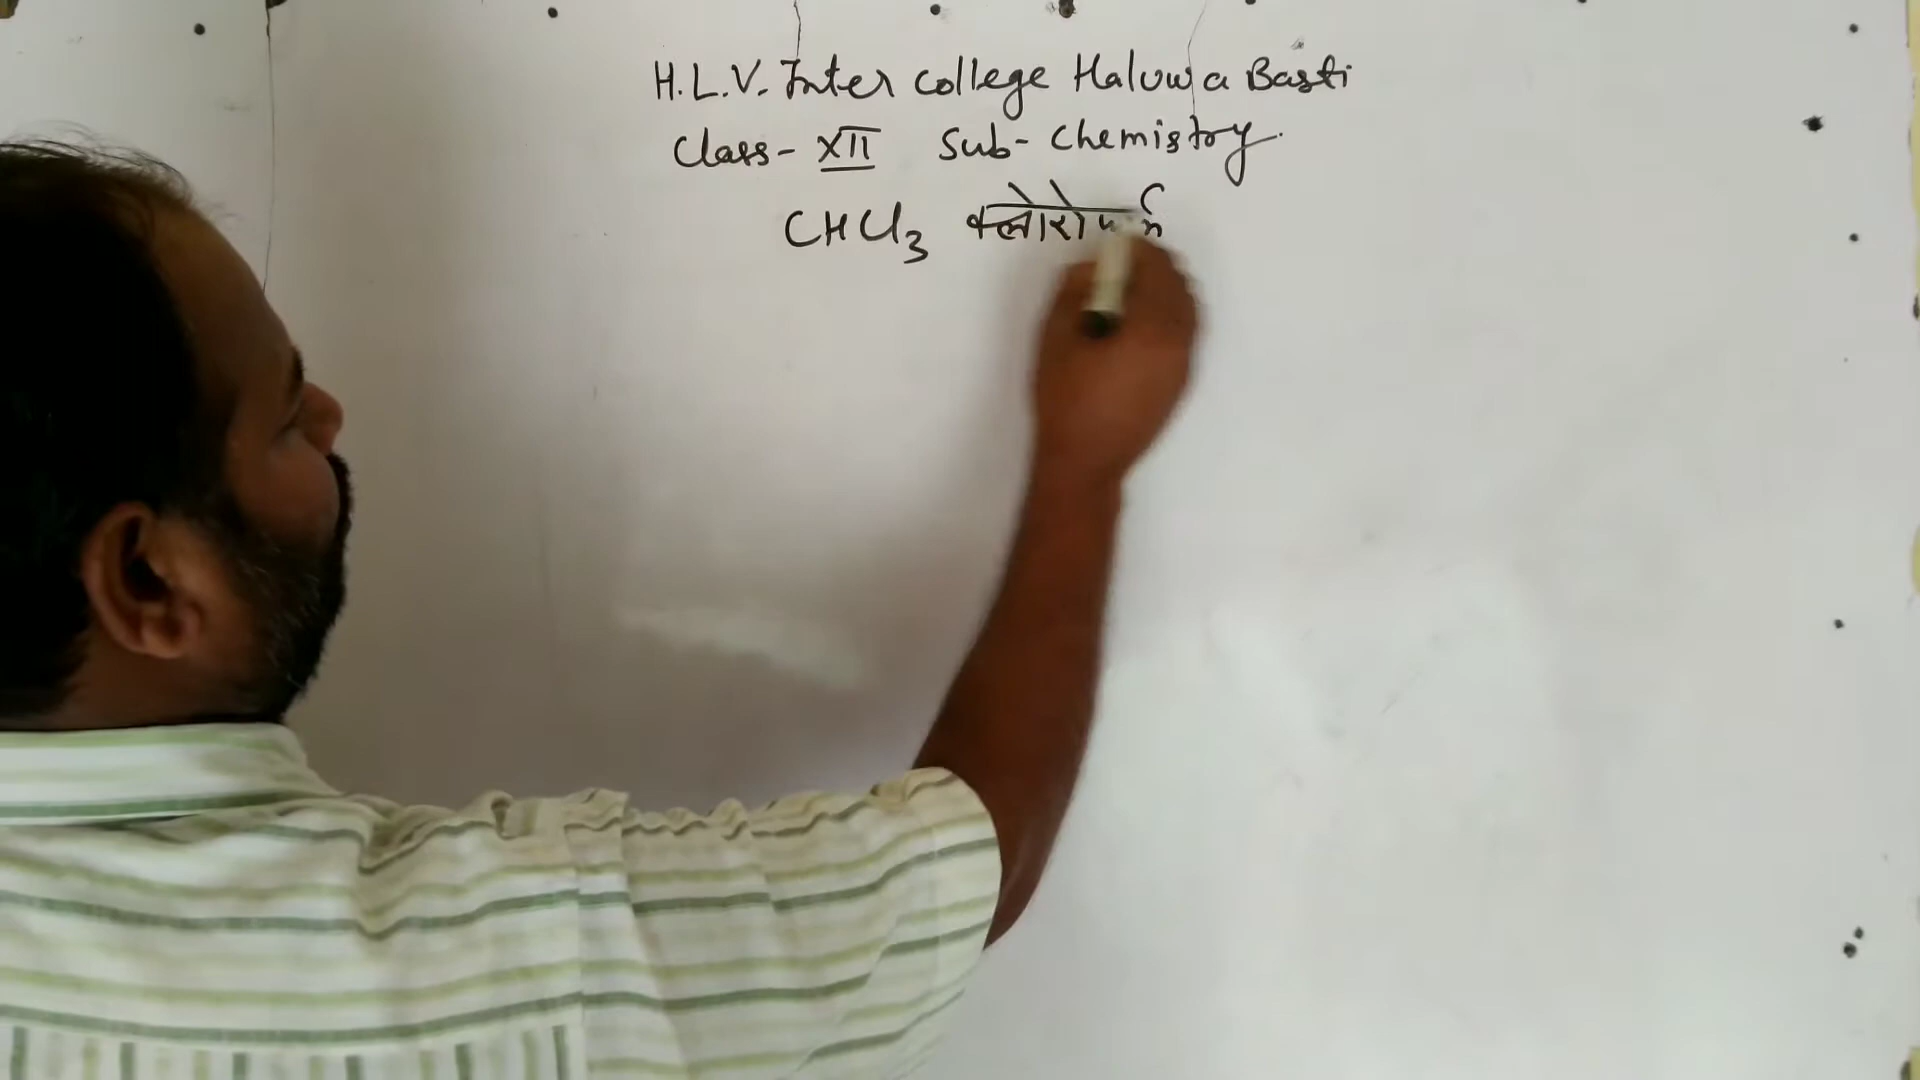 H.L.V. Inter College Haluwa Basti
Class- XII Sub- Chemistry.
CHCl3 क्लोरोफार्म